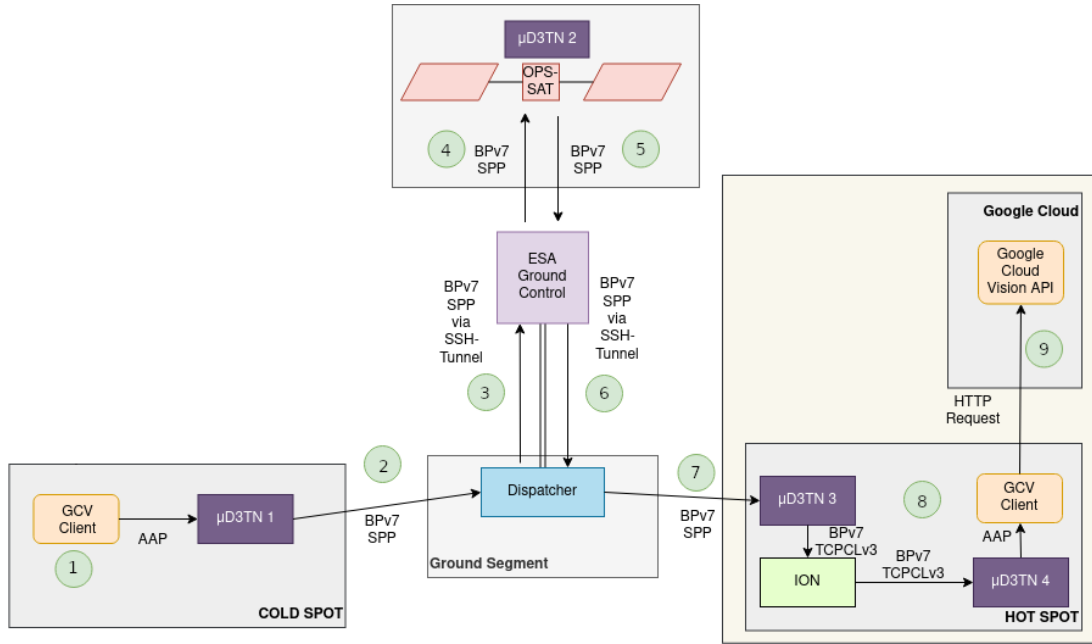 μD3TN 2
OPS-
SAT
4
BPv7
SPP
BPv7
SPP
5
Google Cloud
Google
Cloud
Vision API
ESA
Ground
Control
BPv7
SPP
via
SSH-
Tunnel
BPv7
SPP
via
SSH-
Tunnel
3
6
9
HTTP
Request
2
7
GCV
Client
AAP
μD3TN 1
BPv7
SPP
1
COLD SPOT
Dispatcher
Ground Segment
BPv7
SPP
μD3TN 3
8
GCV
Client
BPv7
TCPCLv3
AAP
ION
BPv7
TCPCLv3
μD3TN 4
HOT SPOT